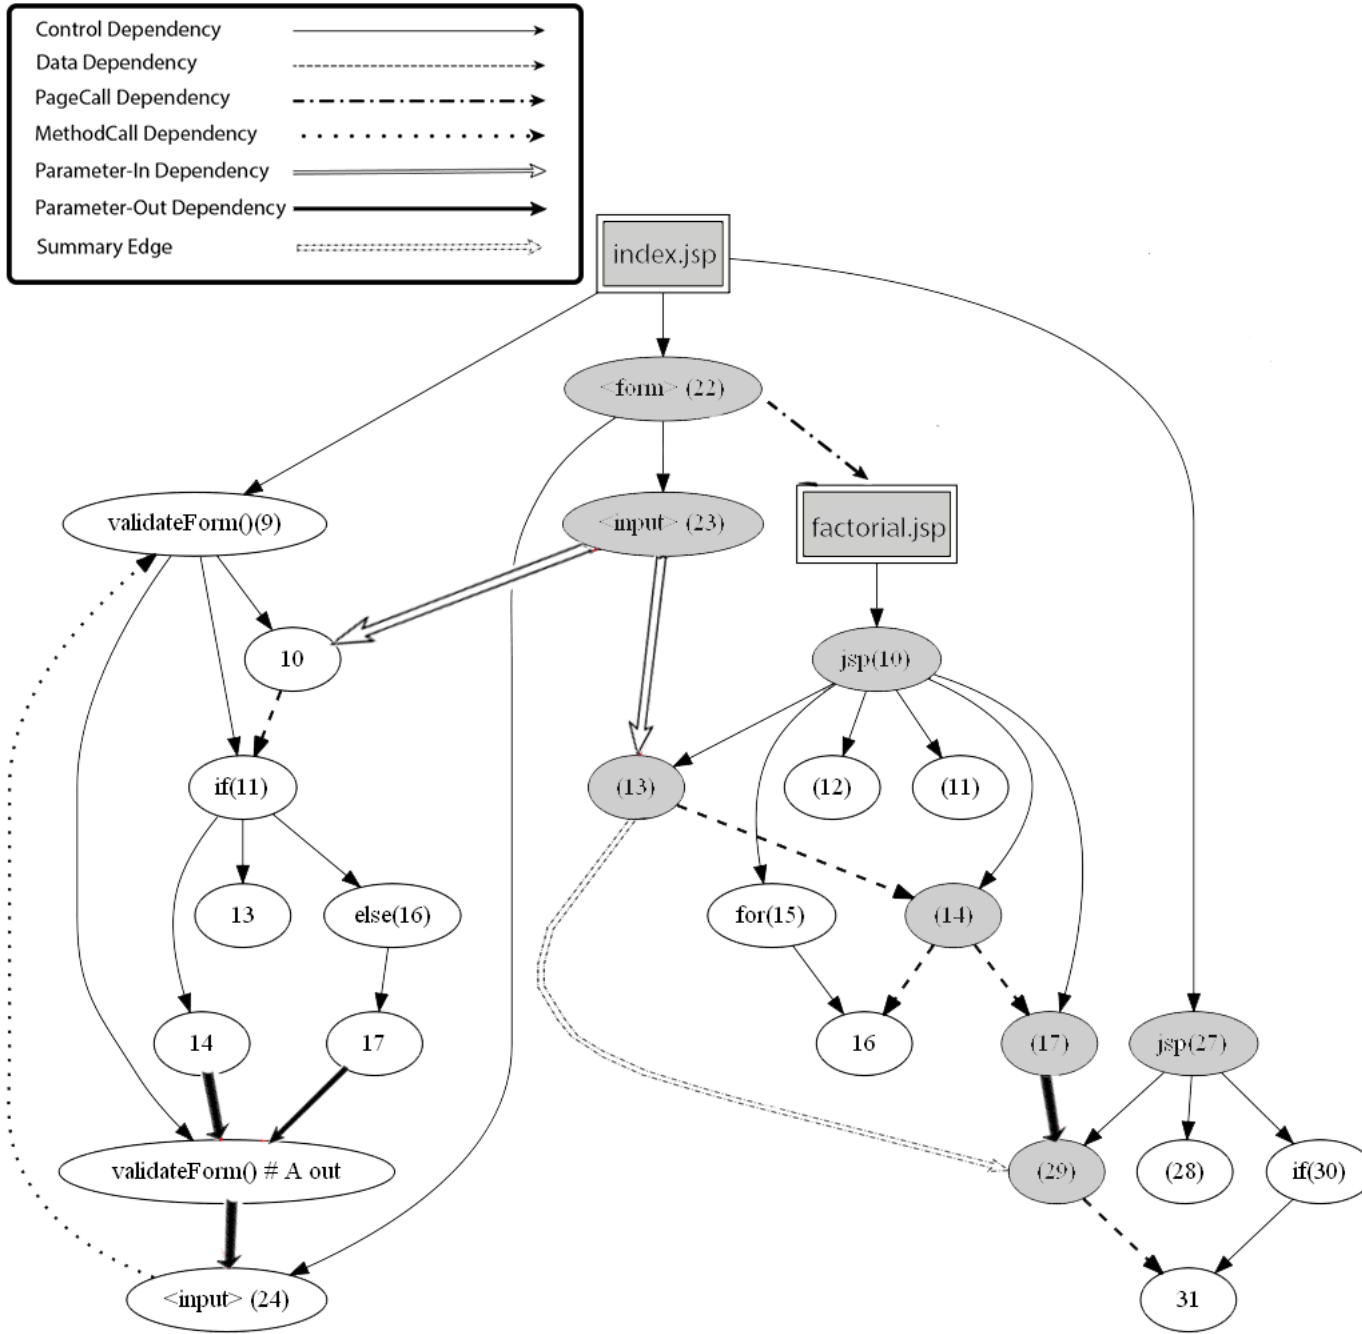 Control Dependency
Data Dependency
PageCall Dependency
MethodCall Dependency
Parameter-In Dependency
Parameter-Out Dependency
Summary Edge
index.jsp
<form> (22)
validateForm()(9)
<input> (23)
factorial.jsp
10
jsp(10)
if(11)
(13)
(12)
(11)
13
else(16)
for(15)
(14)
14
17
16
(17)
jsp(27)
validateForm() # A out
(29)
(28)
if(30)
<input> (24)
31